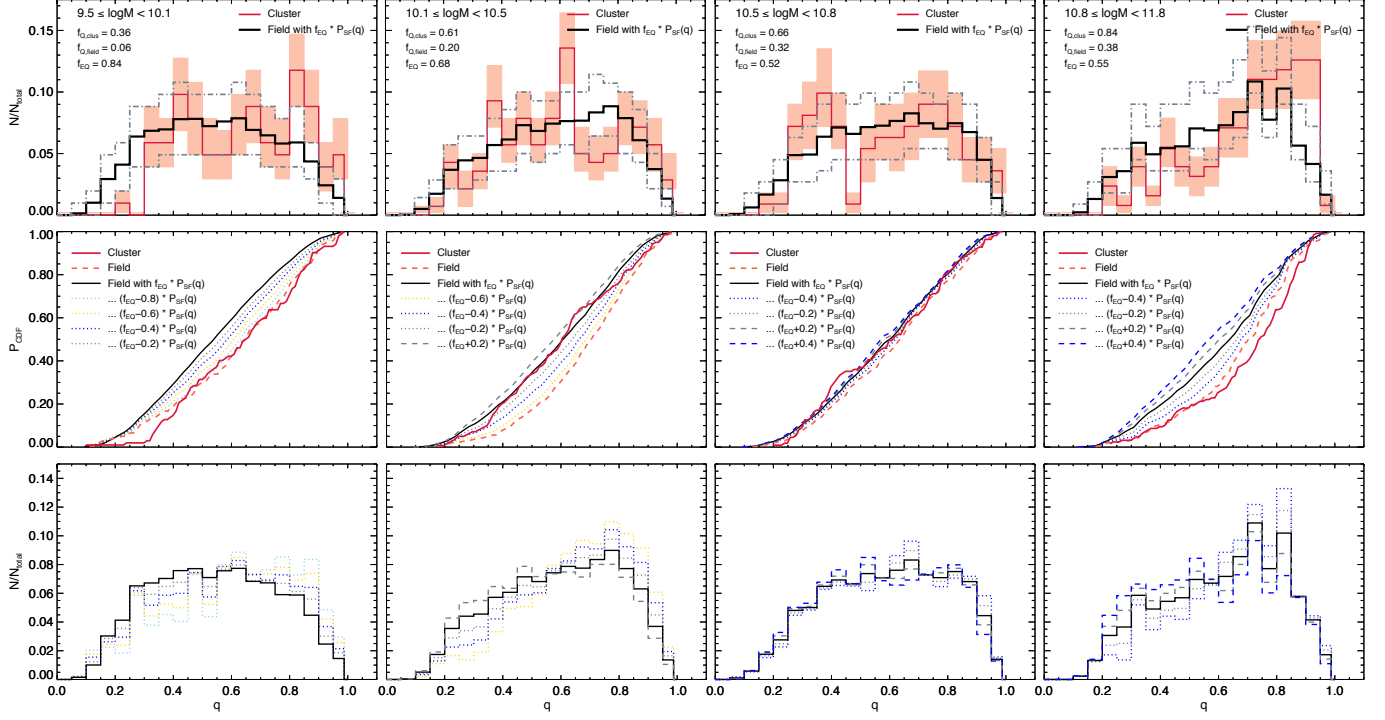 9.5 ≤ logM < 10.1
f_Q,clus = 0.36
f_Q,field = 0.06
f_EQ = 0.84
Cluster
Field with f_EQ * P_SF(q)
10.1 ≤ logM < 10.5
f_Q,clus = 0.61
f_Q,field = 0.20
f_EQ = 0.68
Cluster
Field with f_EQ * P_SF(q)
10.5 ≤ logM < 10.8
f_Q,clus = 0.66
f_Q,field = 0.32
f_EQ = 0.52
Cluster
Field with f_EQ * P_SF(q)
10.8 ≤ logM < 11.8
f_Q,clus = 0.84
f_Q,field = 0.38
f_EQ = 0.55
Cluster
Field with f_EQ * P_SF(q)
N/N_total
0.15
0.10
0.05
0.00
Cluster
Field
Field with f_EQ * P_SF(q)
... (f_EQ−0.8) * P_SF(q)
... (f_EQ−0.6) * P_SF(q)
... (f_EQ−0.4) * P_SF(q)
... (f_EQ−0.2) * P_SF(q)
Cluster
Field
Field with f_EQ * P_SF(q)
... (f_EQ−0.6) * P_SF(q)
... (f_EQ−0.4) * P_SF(q)
... (f_EQ−0.2) * P_SF(q)
... (f_EQ+0.2) * P_SF(q)
Cluster
Field
Field with f_EQ * P_SF(q)
... (f_EQ−0.4) * P_SF(q)
... (f_EQ−0.2) * P_SF(q)
... (f_EQ+0.2) * P_SF(q)
... (f_EQ+0.4) * P_SF(q)
Cluster
Field
Field with f_EQ * P_SF(q)
... (f_EQ−0.4) * P_SF(q)
... (f_EQ−0.2) * P_SF(q)
... (f_EQ+0.2) * P_SF(q)
... (f_EQ+0.4) * P_SF(q)
P_CDF
1.00
0.80
0.60
0.40
0.20
0.00
N/N_total
0.14
0.12
0.10
0.08
0.06
0.04
0.02
0.00
0.0 0.2 0.4 0.6 0.8 1.0
0.2 0.4 0.6 0.8 1.0
0.0 0.2 0.4 0.6 0.8 1.0
0.0 0.2 0.4 0.6 0.8 1.0
q
q
q
q